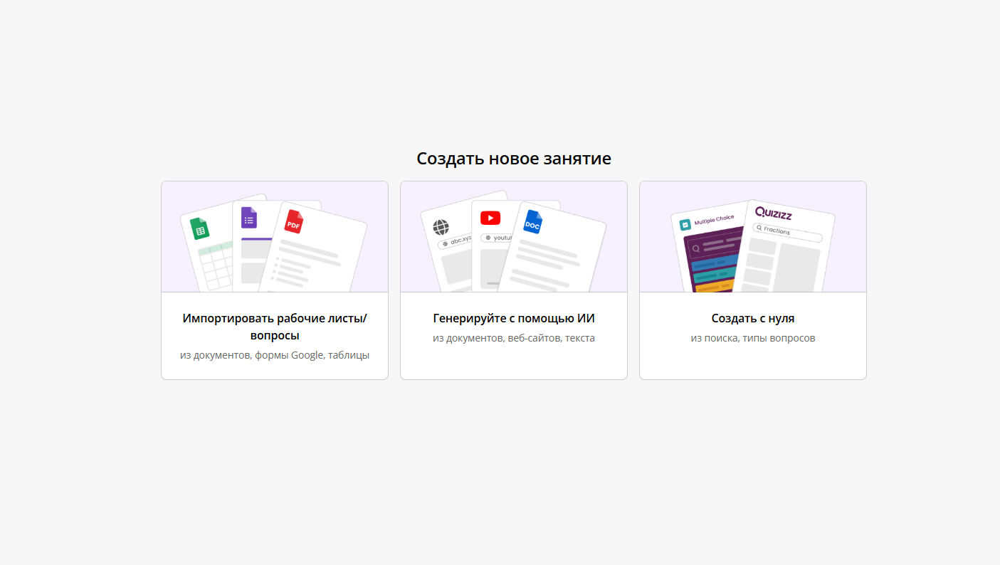 Создать новое занятие
PDF
abc.xyz
youtu
DOC
Multiple Choice
QUIZIZZ
Fractions
Импортировать рабочие листы/
вопросы
из документов, формы Google, таблицы
Генерируйте с помощью ИИ
из документов, веб-сайтов, текста
Создать с нуля
из поиска, типы вопросов